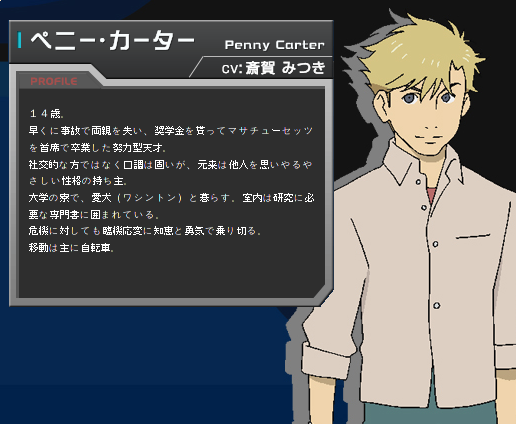 ペニー・カーター
Penny Carter
CV:斎賀 みつき
PROFILE
１４歳。
早くに事故で両親を失い、奨学金を貰ってマサチューセッツ
を首席で卒業した努力型天才。
社交的な方ではなく口調は固いが、元来は他人を思いやるや
さしい性格の持ち主。
大学の寮で、愛犬（ワシントン）と暮らす。室内は研究に必
要な専門書に囲まれている。
危機に対しても臨機応変に知恵と勇気で乗り切る。
移動は主に自転車。